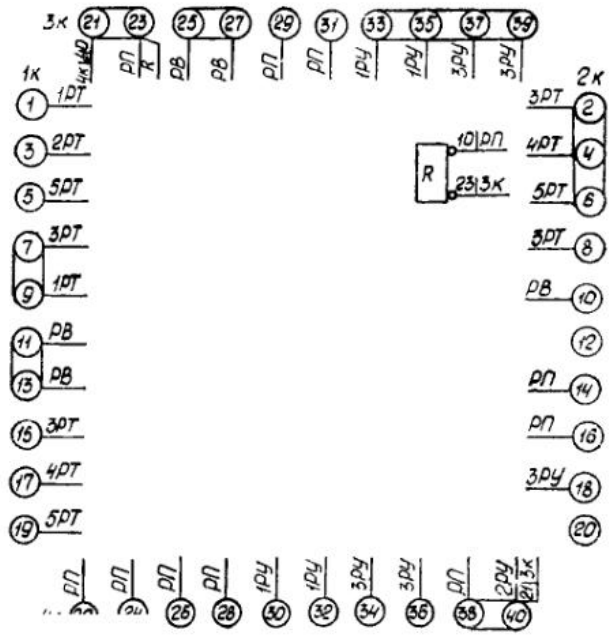 3к 21 23 25 27 29 31 33 35 37 39
РП R РВ РВ РП РП 1РУ 1РУ 3РУ 3РУ
1к 2к
1 1РТ 3РТ 2
3 2РТ 10 РП 4РТ 4
R
5 5РТ 23 3к 5РТ 6
7 3РТ 3РТ 8
9 1РТ РВ 10
11 РВ 12
13 РВ РП 14
15 3РТ РП 16
17 4РТ 3РУ 18
19 5РТ 20
РП РП РП РП 1РУ 1РУ 3РУ 3РУ РП 2РУ 21 3к
24 26 28 30 32 34 36 38 40